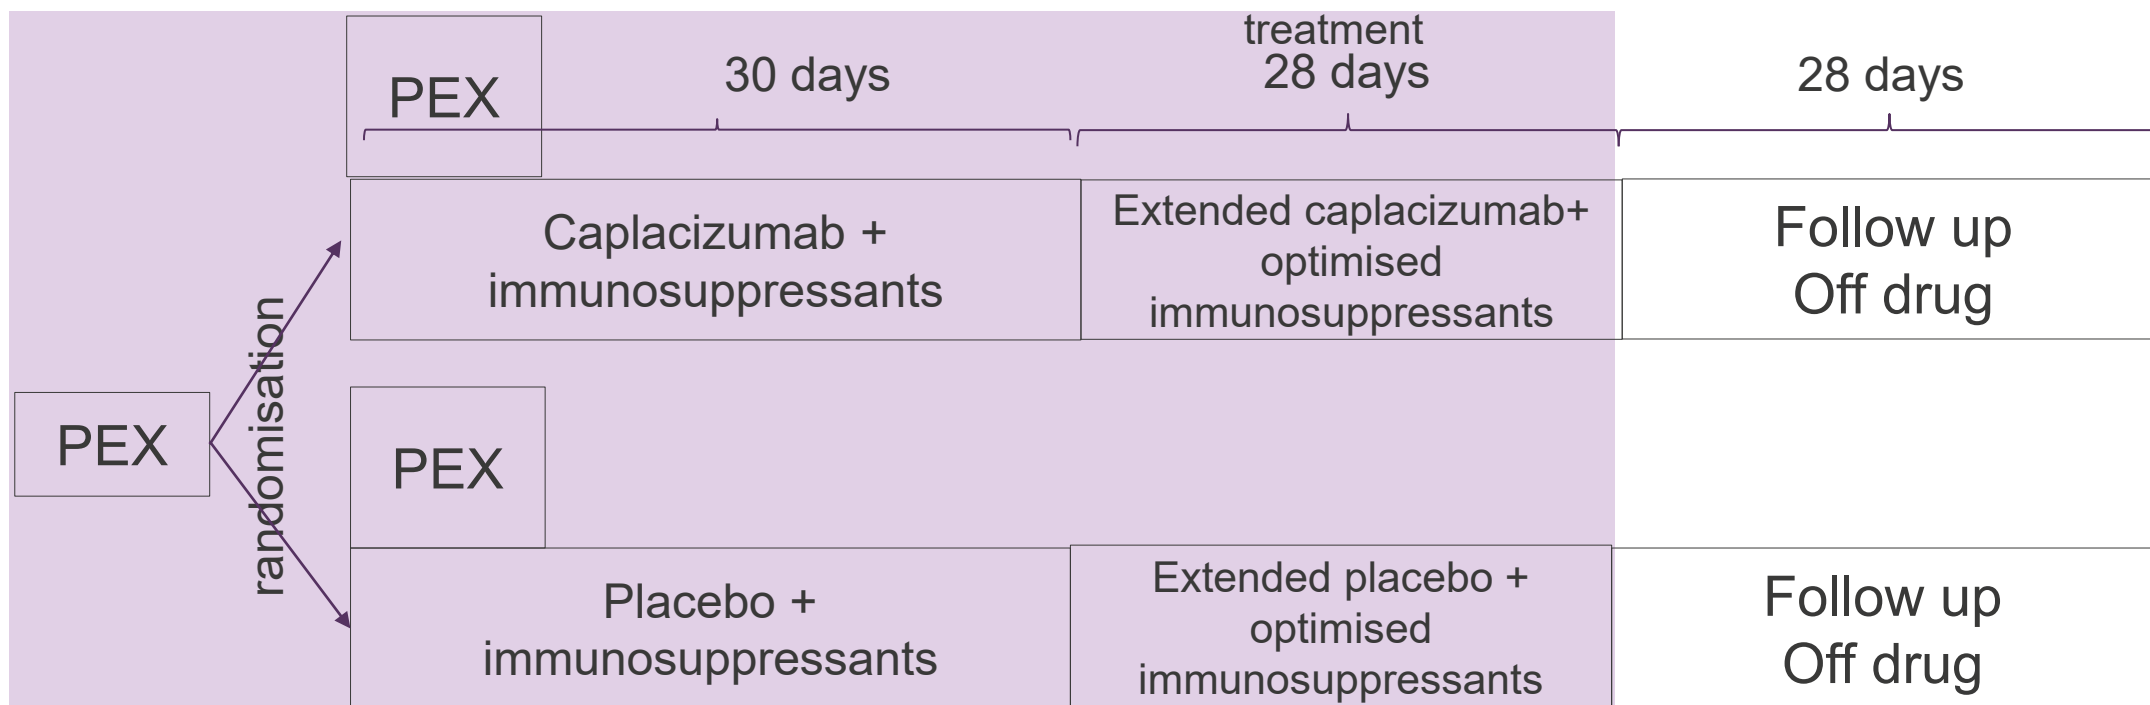 treatment
PEX
30 days
28 days
28 days
Caplacizumab +
immunosuppressants
Extended caplacizumab+
optimised
immunosuppressants
Follow up
Off drug
randomisation
PEX
PEX
Placebo +
immunosuppressants
Extended placebo +
optimised
immunosuppressants
Follow up
Off drug